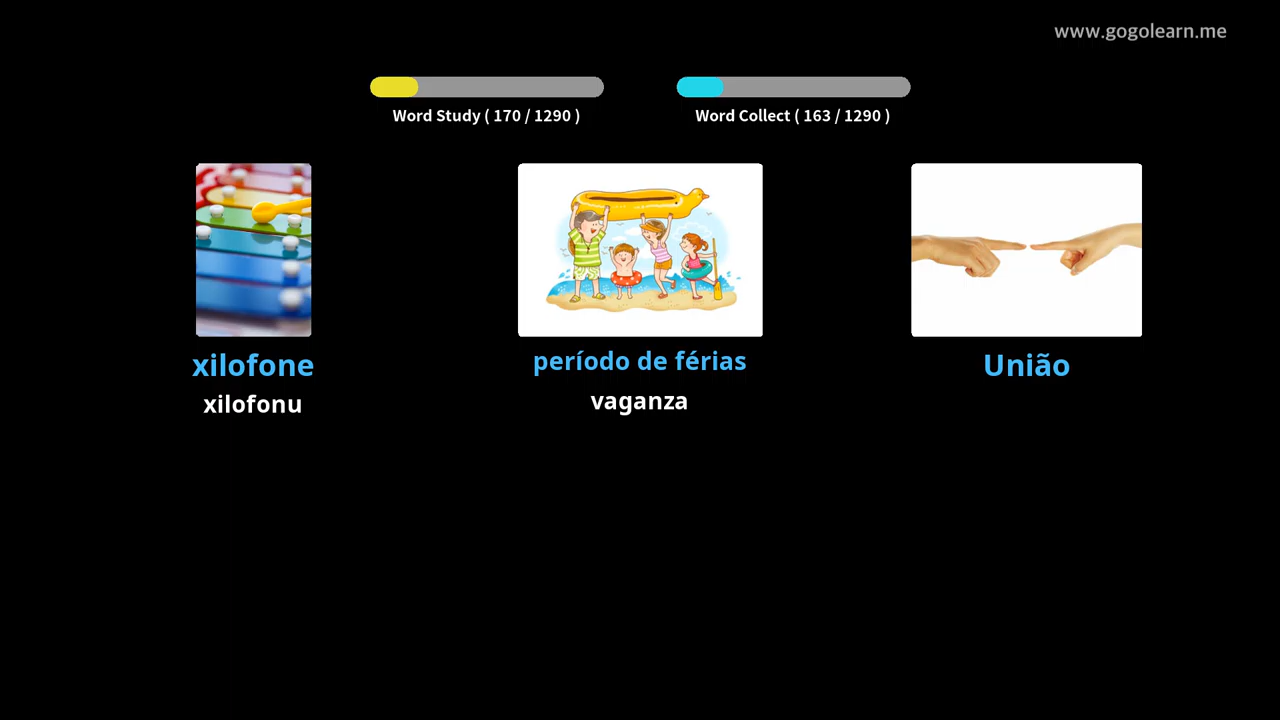 www.gogolearn.me
Word Study ( 170 / 1290 )
Word Collect ( 163 / 1290 )
xilofone
xilofonu
período de férias
vaganza
União